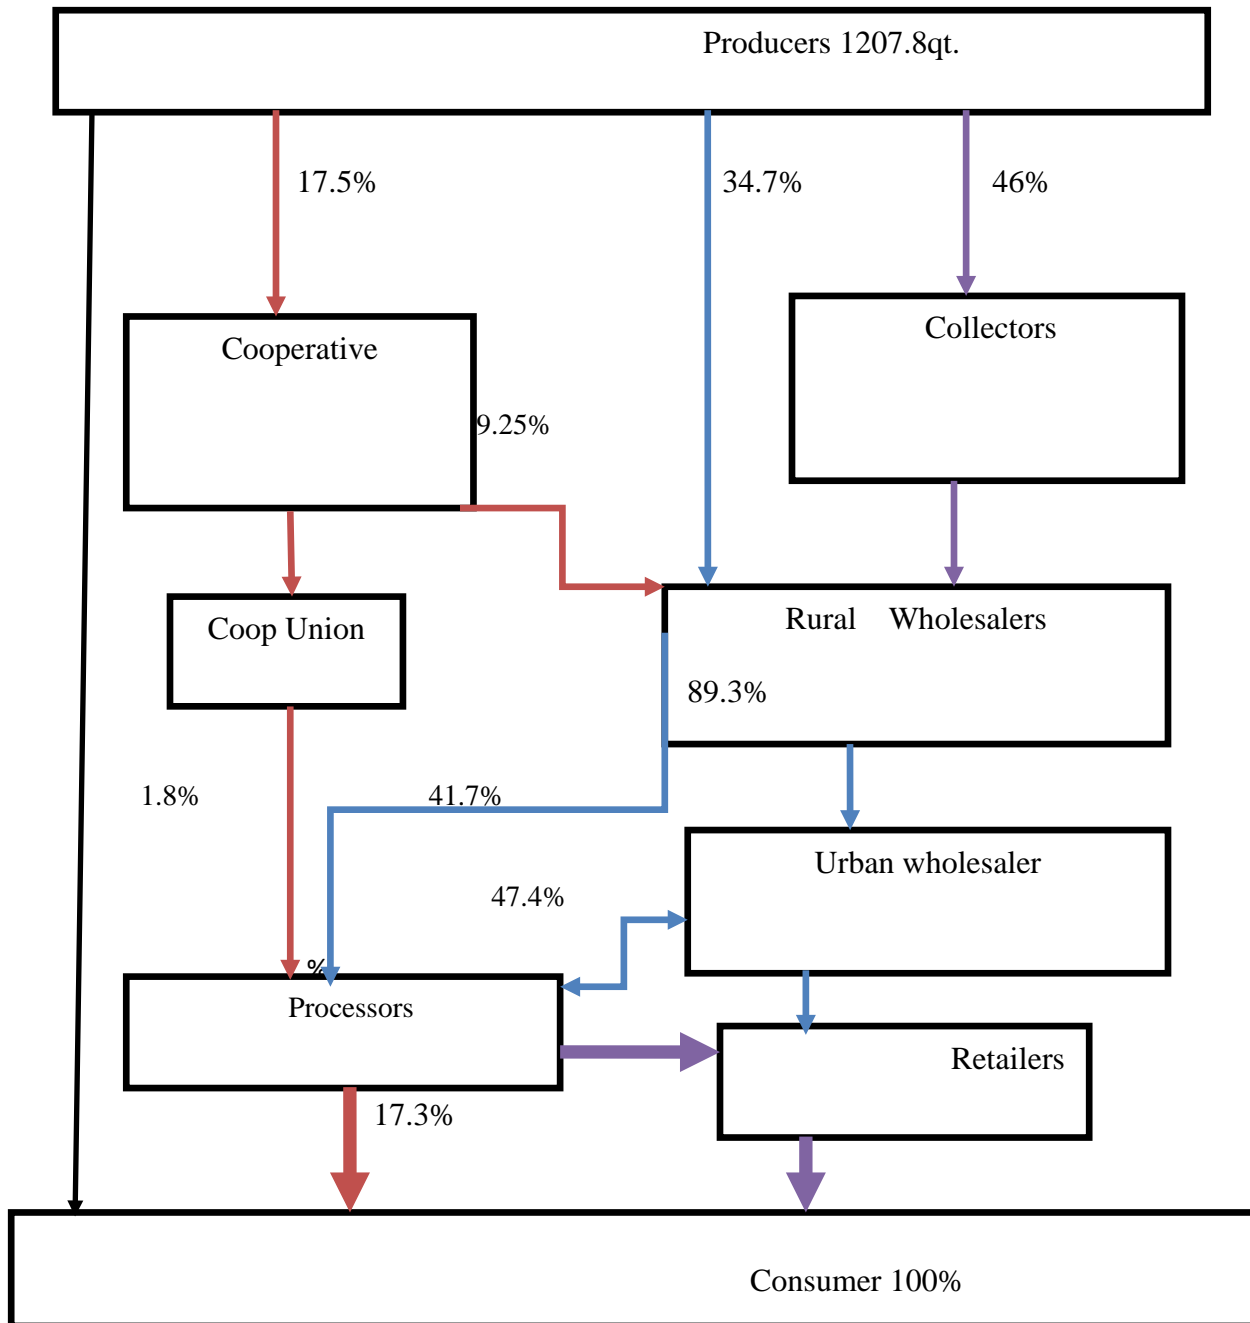 Producers 1207.8qt.
17.5%
34.7%
46%
Collectors
Cooperative
9.25%
Rural Wholesalers
Coop Union
89.3%
1.8%
41.7%
Urban wholesaler
47.4%
%
Processors
Retailers
17.3%
Consumer 100%